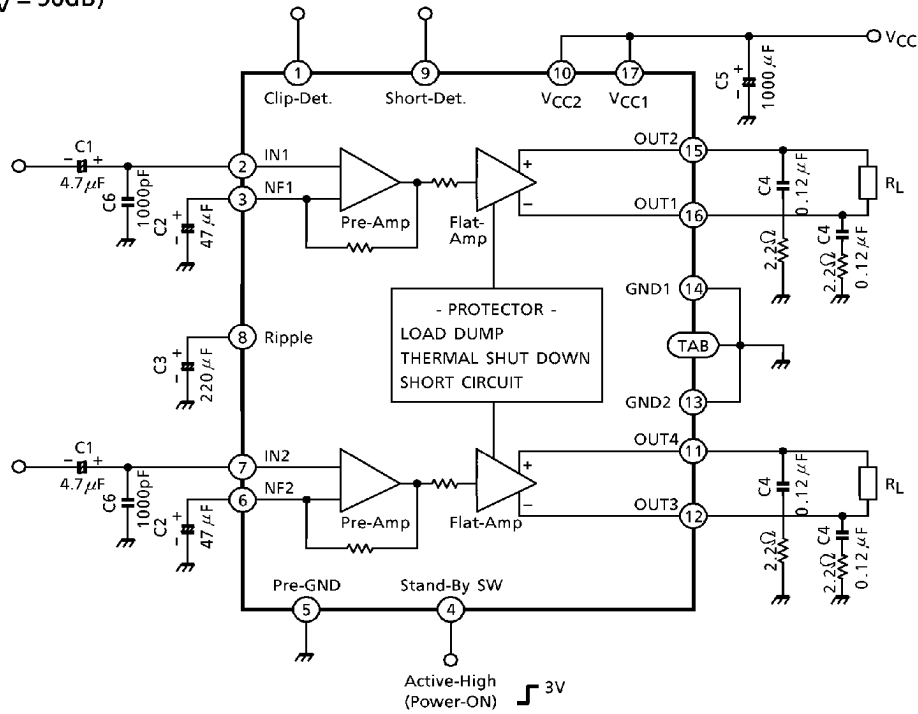 V = 50dB)
1
Clip-Det.
9
Short-Det.
10
VCC2
17
VCC1
C5
+
−
1000μF
VCC
C1
− +
4.7μF
C6
1000pF
2
IN1
3
NF1
C2
+
−
47μF
Pre-Amp
Flat-
Amp
+
−
OUT2
15
OUT1
16
C4
0.12μF
2.2Ω
C4
0.12μF
2.2Ω
RL
8
Ripple
C3
+
−
220μF
- PROTECTOR -
LOAD DUMP
THERMAL SHUT DOWN
SHORT CIRCUIT
GND1
14
TAB
GND2
13
C1
− +
4.7μF
C6
1000pF
7
IN2
6
NF2
C2
+
−
47μF
Pre-Amp
Flat-Amp
+
−
OUT4
11
OUT3
12
C4
0.12μF
2.2Ω
C4
0.12μF
2.2Ω
RL
Pre-GND
5
Stand-By SW
4
Active-High
(Power-ON)
3V